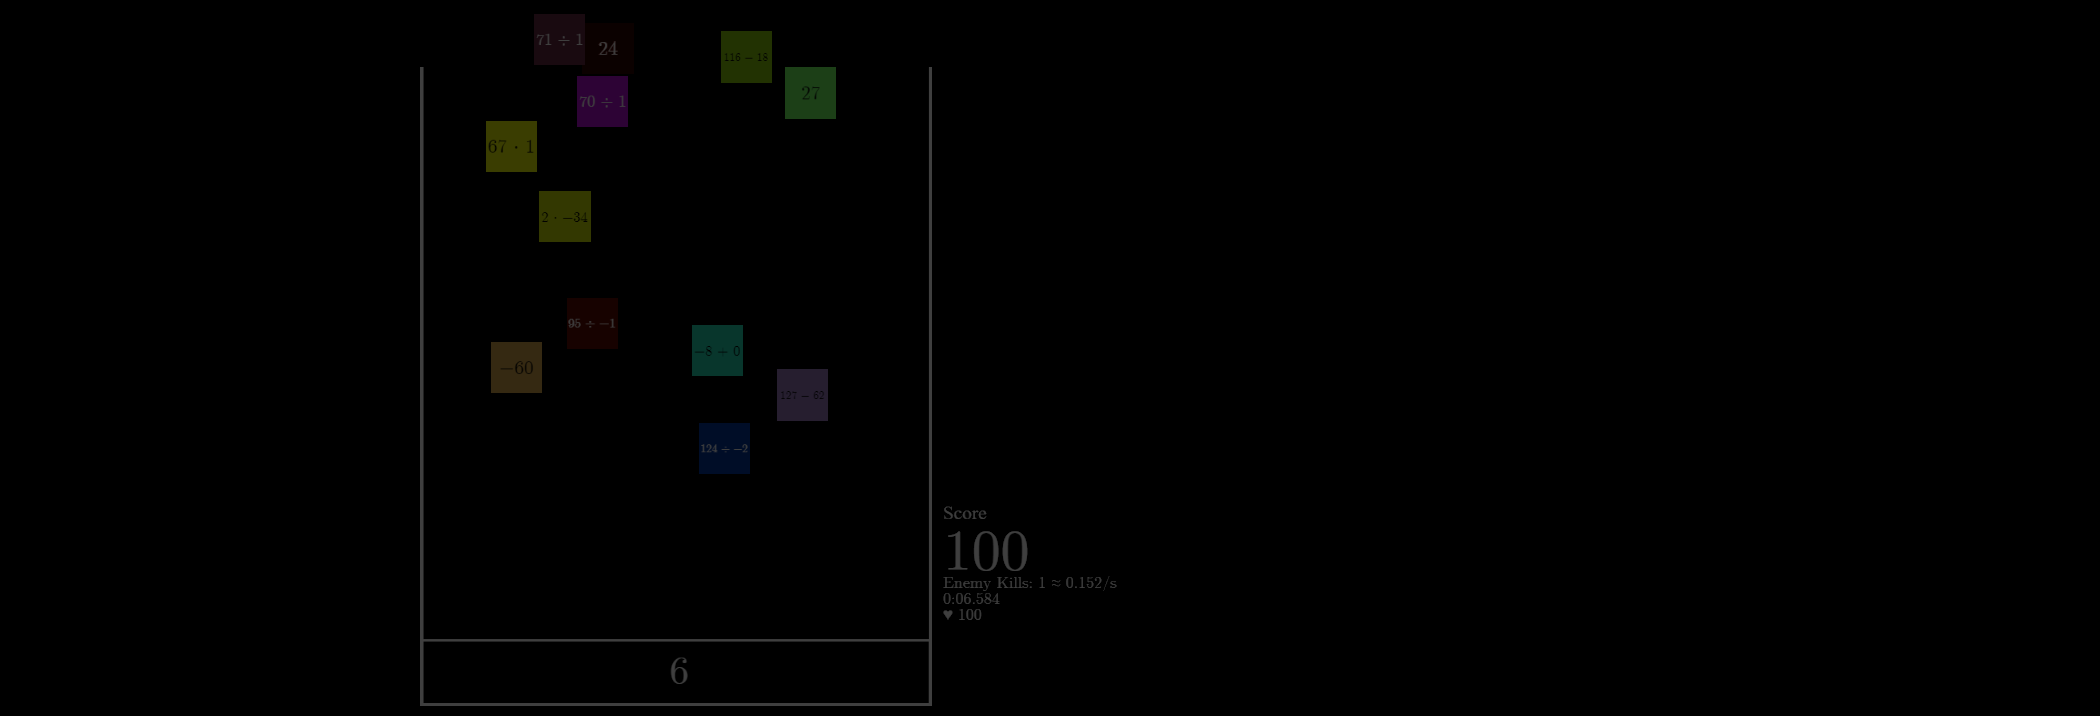 71 ÷ 1
24
116 − 18
27
70 ÷ 1
67 · 1
2 · −34
95 ÷ −1
−8 + 0
−60
127 − 62
124 ÷ −2
Score
100
Enemy Kills: 1 ≈ 0.152/s
0:06.584
♥ 100
6